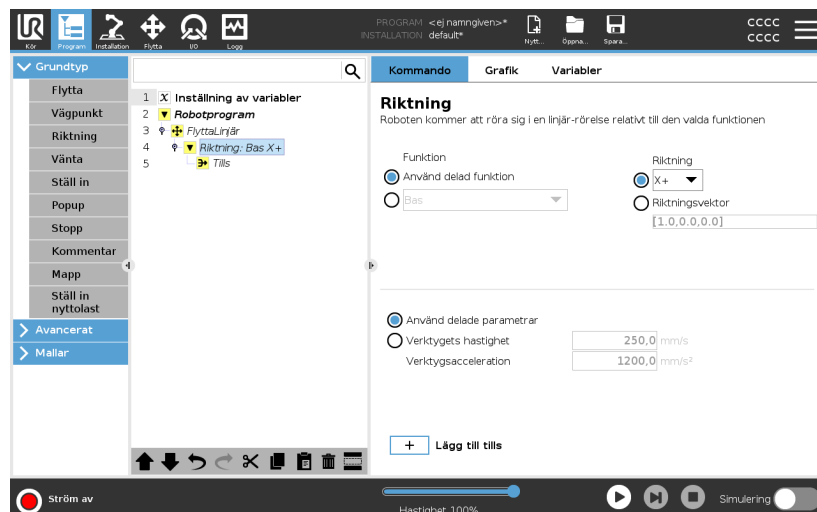 PROGRAM <ej namngiven>*
INSTALLATION default*
CCCC
CCCC
Kör
Program
Installation
Flytta
I/O
Logg
Nytt...
Öppna...
Spara...
Grundtyp
Flytta
Vägpunkt
Riktning
Vänta
Ställ in
Popup
Stopp
Kommentar
Mapp
Ställ in
nyttolast
Avancerat
Mallar
1 X Inställning av variabler
2 Robotprogram
3 FlyttaLinjär
4 Riktning: Bas X+
5 Tills
Kommando Grafik Variabler
Riktning
Roboten kommer att röra sig i en linjär-rörelse relativt till den valda funktionen
Funktion
Använd delad funktion
Bas
Riktning
X+
Riktningsvektor
[1.0,0.0,0.0]
Använd delade parametrar
Verktygets hastighet 250,0 mm/s
Verktygsacceleration 1200,0 mm/s²
+ Lägg till tills
Ström av
Hastighet 100%
Simulering